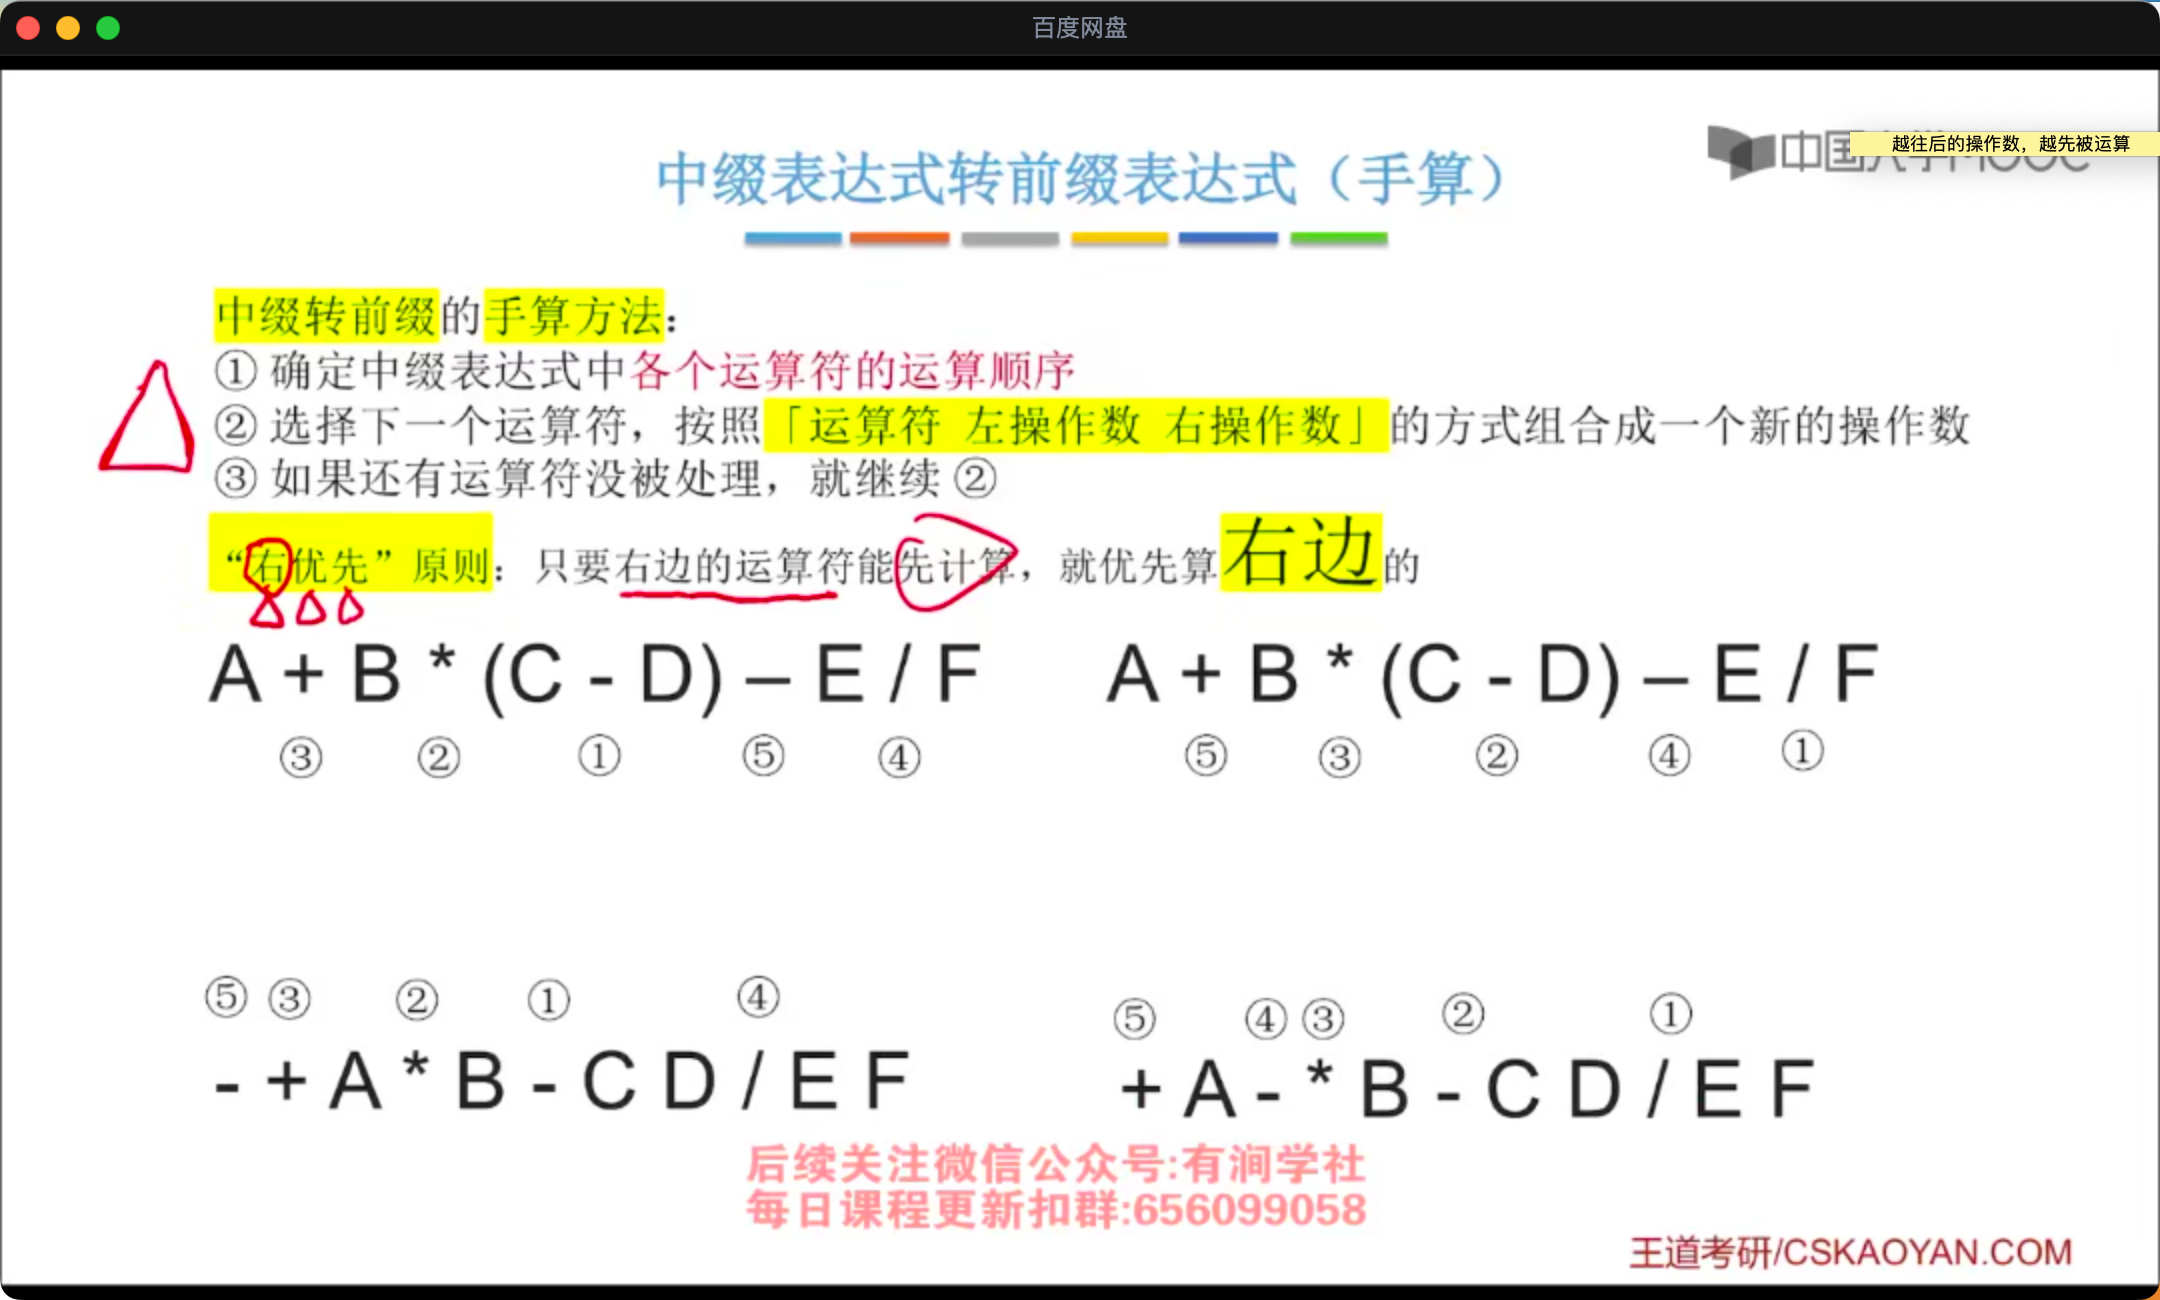 百度网盘
中国大学MOOC
越往后的操作数，越先被运算
中缀表达式转前缀表达式（手算）
中缀转前缀的手算方法：
① 确定中缀表达式中各个运算符的运算顺序
② 选择下一个运算符，按照「运算符 左操作数 右操作数」的方式组合成一个新的操作数
③ 如果还有运算符没被处理，就继续 ②
“右优先”原则：只要右边的运算符能先计算，就优先算右边的
A + B * (C - D) – E / F
③ ② ① ⑤ ④
A + B * (C - D) – E / F
⑤ ③ ② ④ ①
⑤ ③ ② ① ④
- + A * B - C D / E F
⑤ ④ ③ ② ①
+ A - * B - C D / E F
后续关注微信公众号:有涧学社
每日课程更新扣群:656099058
王道考研/CSKAOYAN.COM